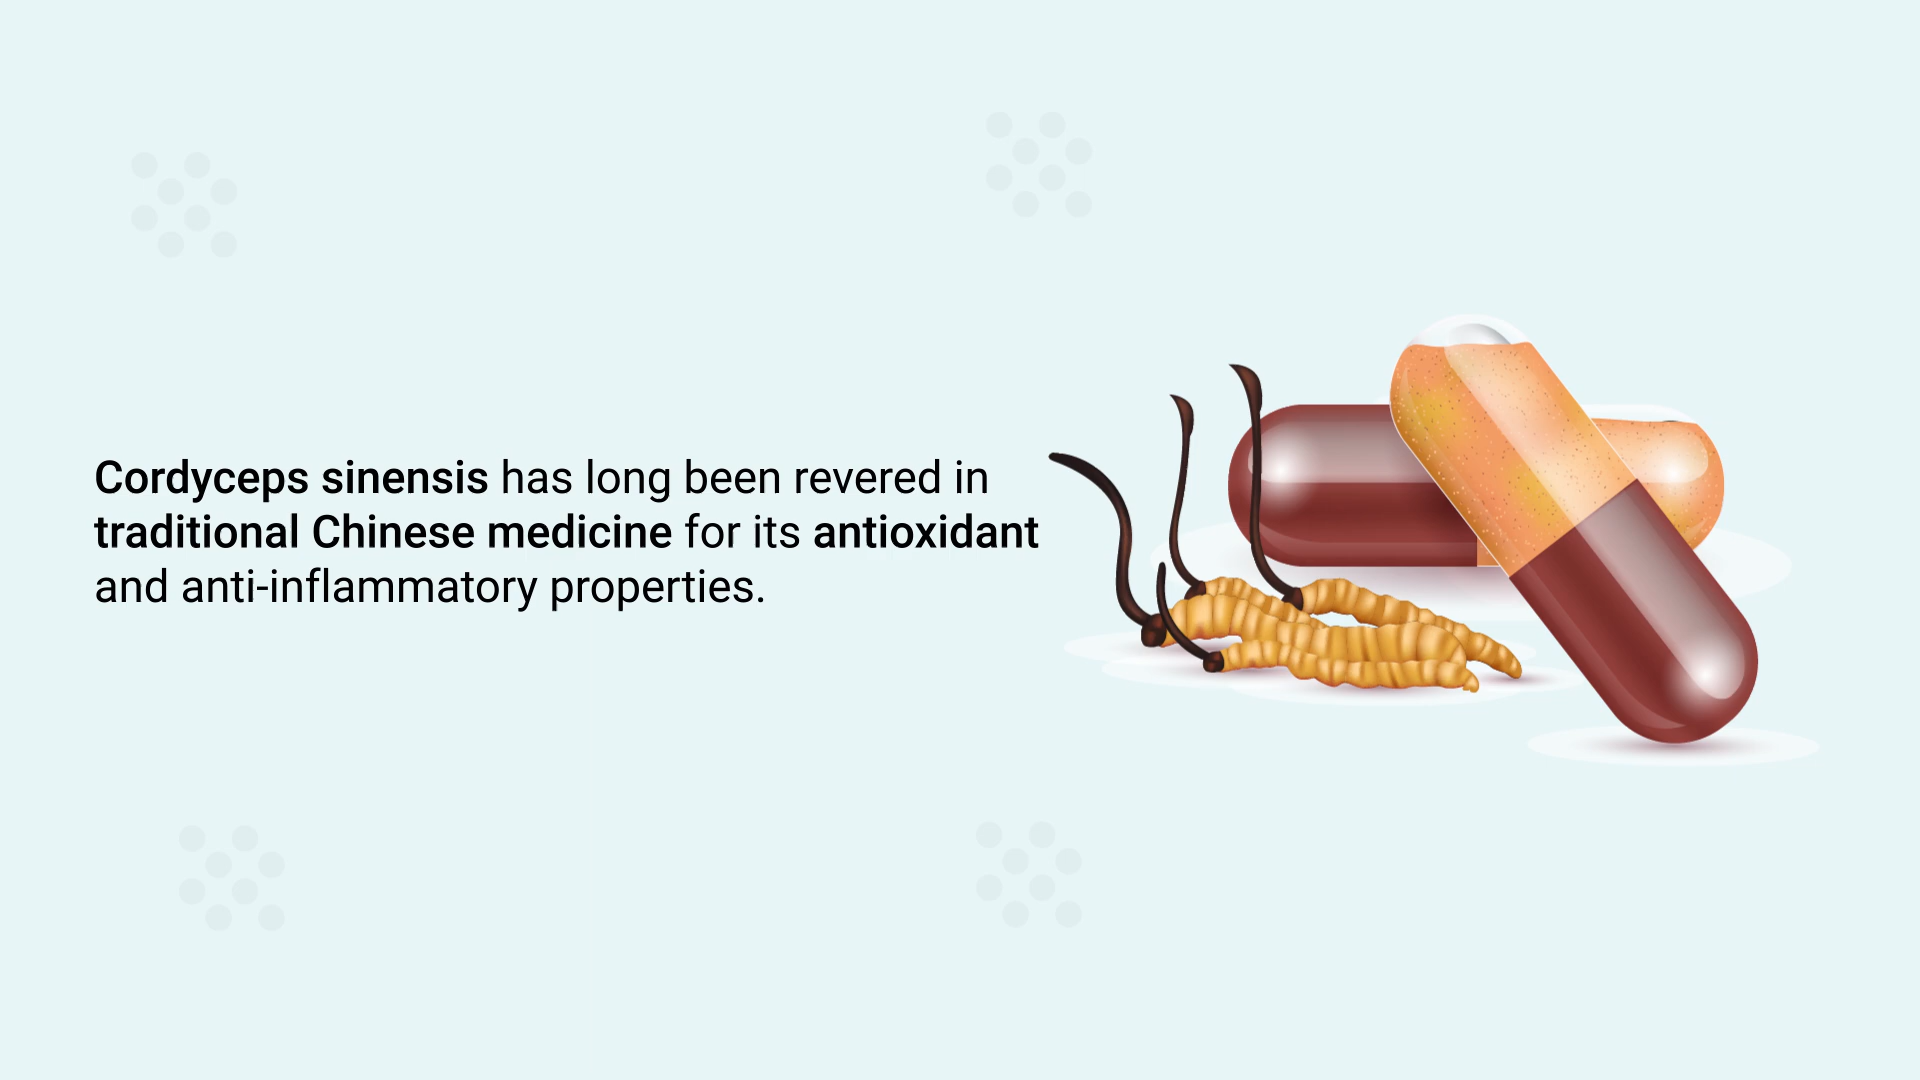 Cordyceps sinensis has long been revered in
traditional Chinese medicine for its antioxidant
and anti-inflammatory properties.